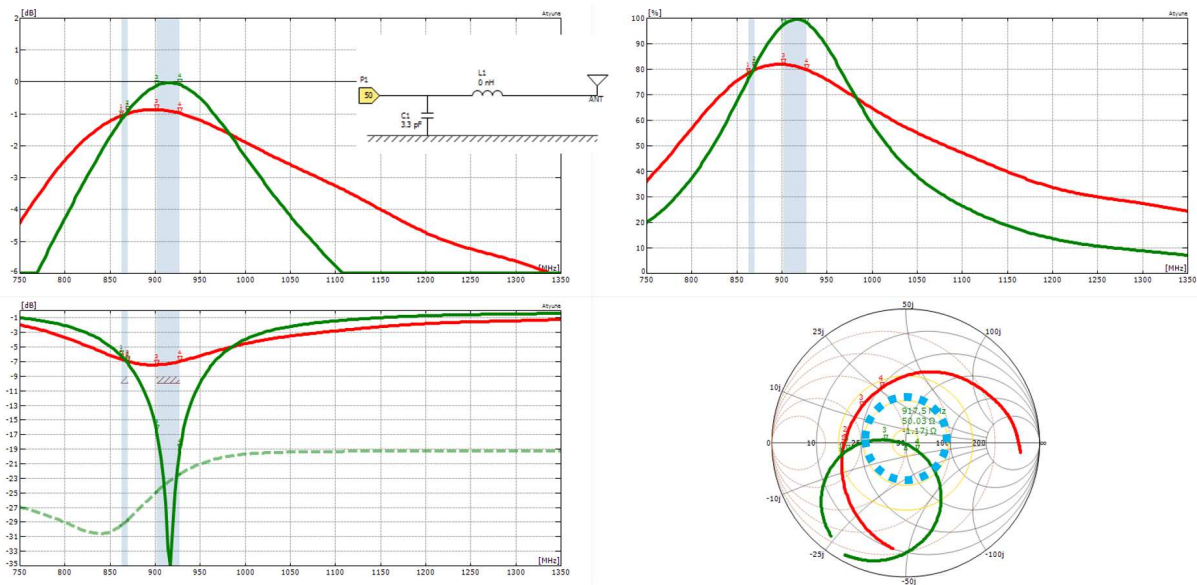 [dB]
Atyune
2
1
0
-1
-2
-3
-4
-5
-6
750 800 850 900 950 1000 1050 1100 1150 1200 1250 1300 1350
[MHz]
P1
50
C1
3.3 pF
L1
0 nH
ANT
[%]
Atyune
100
90
80
70
60
50
40
30
20
10
0
750 800 850 900 950 1000 1050 1100 1150 1200 1250 1300 1350
[MHz]
[dB]
Atyune
-1
-3
-5
-7
-9
-11
-13
-15
-17
-19
-21
-23
-25
-27
-29
-31
-33
-35
750 800 850 900 950 1000 1050 1100 1150 1200 1250 1300 1350
[MHz]
50j
25j
100j
10j
917.5 MHz
50.03 Ω
-1.17j Ω
0
200
∞
-10j
-25j
-100j
-50j